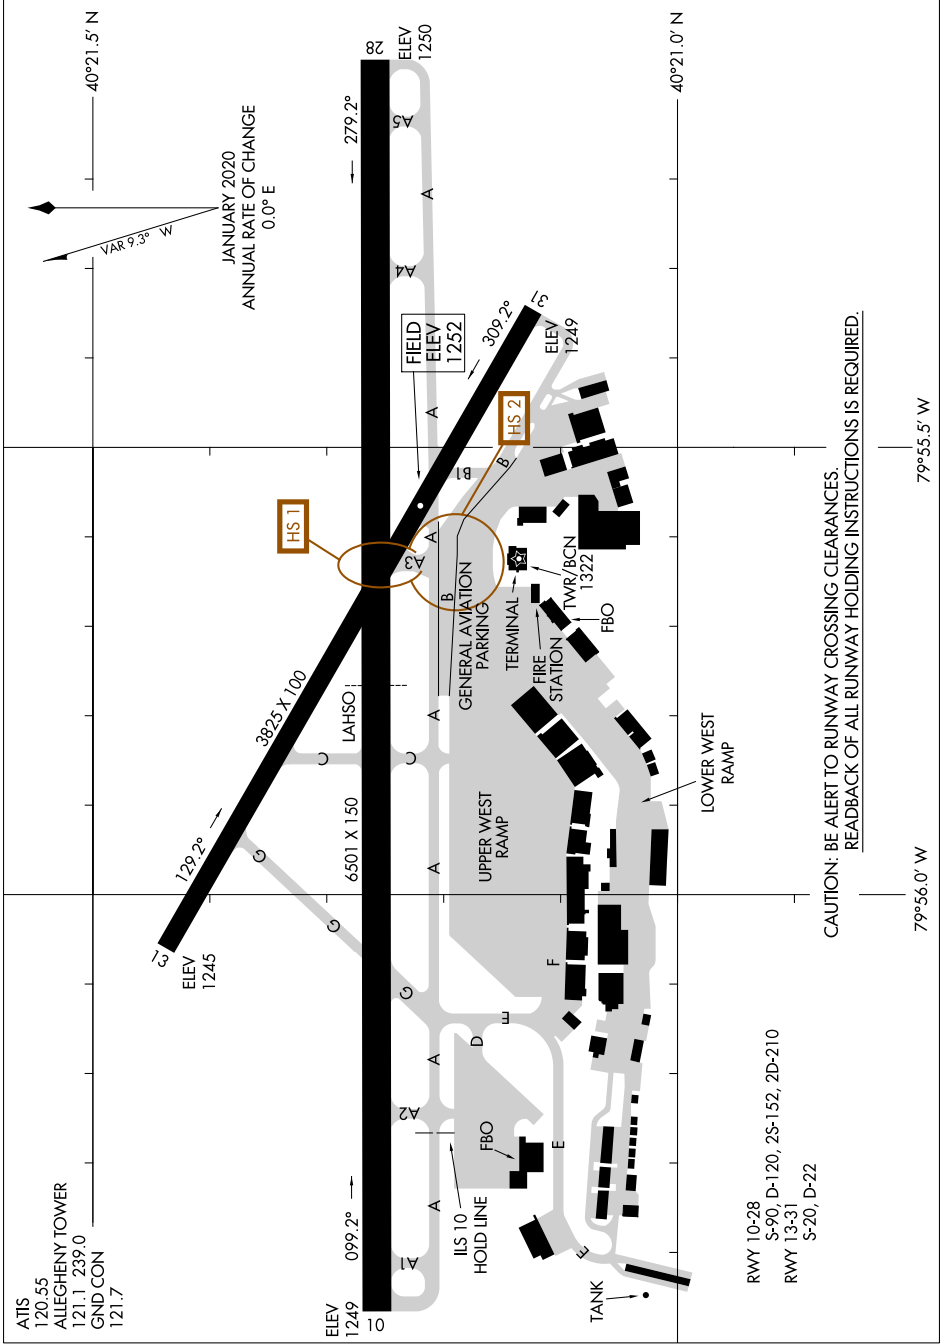 ATIS
120.55
ALLEGHENY TOWER
121.1 239.0
GND CON
121.7
VAR 9.3° W
JANUARY 2020
ANNUAL RATE OF CHANGE
0.0° E
40°21.5' N
40°21.0' N
79°56.0' W
79°55.5' W
13
ELEV
1245
129.2°
3825 X 100
HS 1
G
G
G
C
C
LAHSO
ELEV
1249
10
099.2°
6501 X 150
279.2°
28
ELEV
1250
A1
A
A2
A
A
A
A3
A
A
A4
A
A5
FIELD
ELEV
1252
309.2°
31
ELEV
1249
HS 2
B
B
B1
ILS 10
HOLD LINE
FBO
D
E
E
E
F
UPPER WEST
RAMP
GENERAL AVIATION
PARKING
TERMINAL
FIRE
STATION
TWR/BCN
1322
FBO
LOWER WEST
RAMP
TANK
RWY 10-28
S-90, D-120, 2S-152, 2D-210
RWY 13-31
S-20, D-22
CAUTION: BE ALERT TO RUNWAY CROSSING CLEARANCES.
READBACK OF ALL RUNWAY HOLDING INSTRUCTIONS IS REQUIRED.